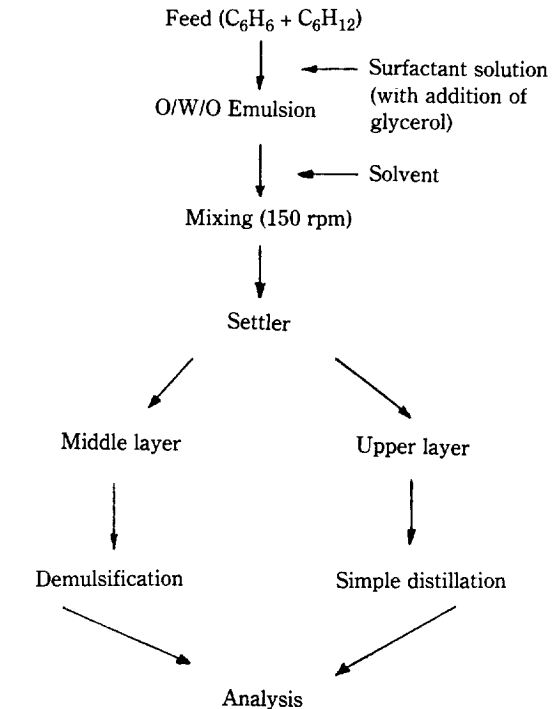 Feed (C₆H₆ + C₆H₁₂)
Surfactant solution
(with addition of
glycerol)
O/W/O Emulsion
Solvent
Mixing (150 rpm)
Settler
Middle layer
Upper layer
Demulsification
Simple distillation
Analysis